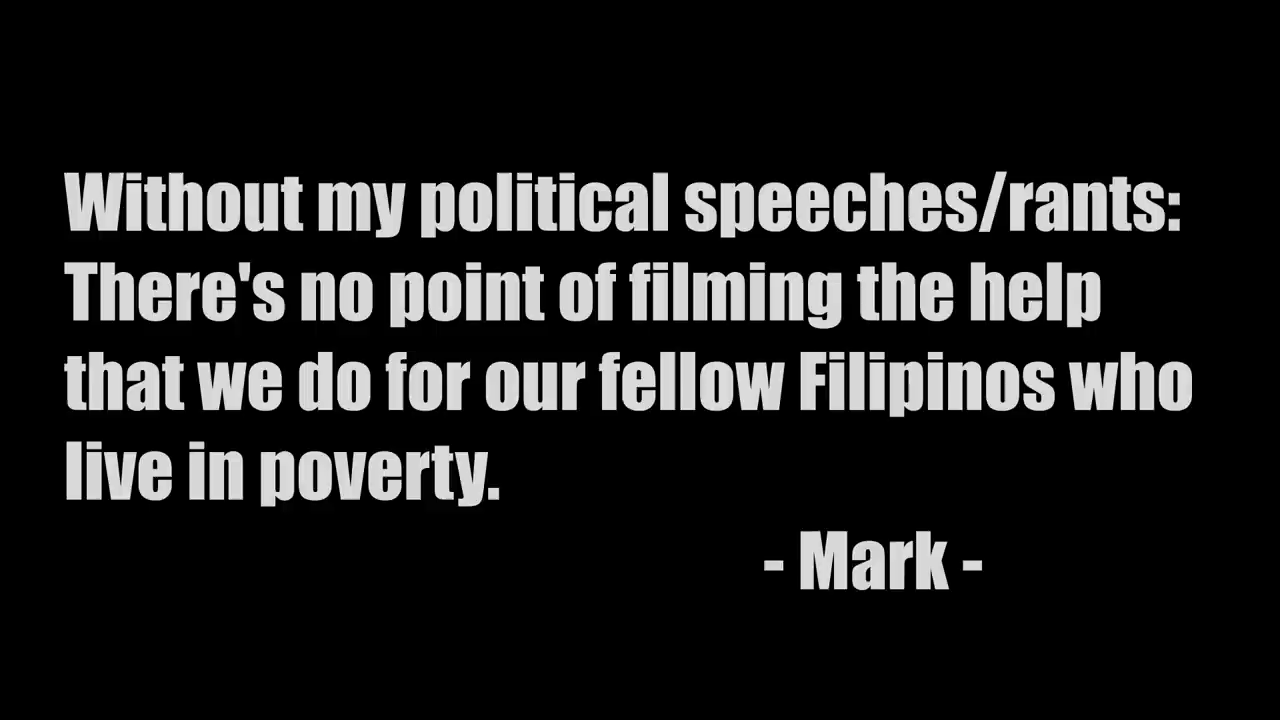 Without my political speeches/rants:
There's no point of filming the help
that we do for our fellow Filipinos who
live in poverty.
- Mark -